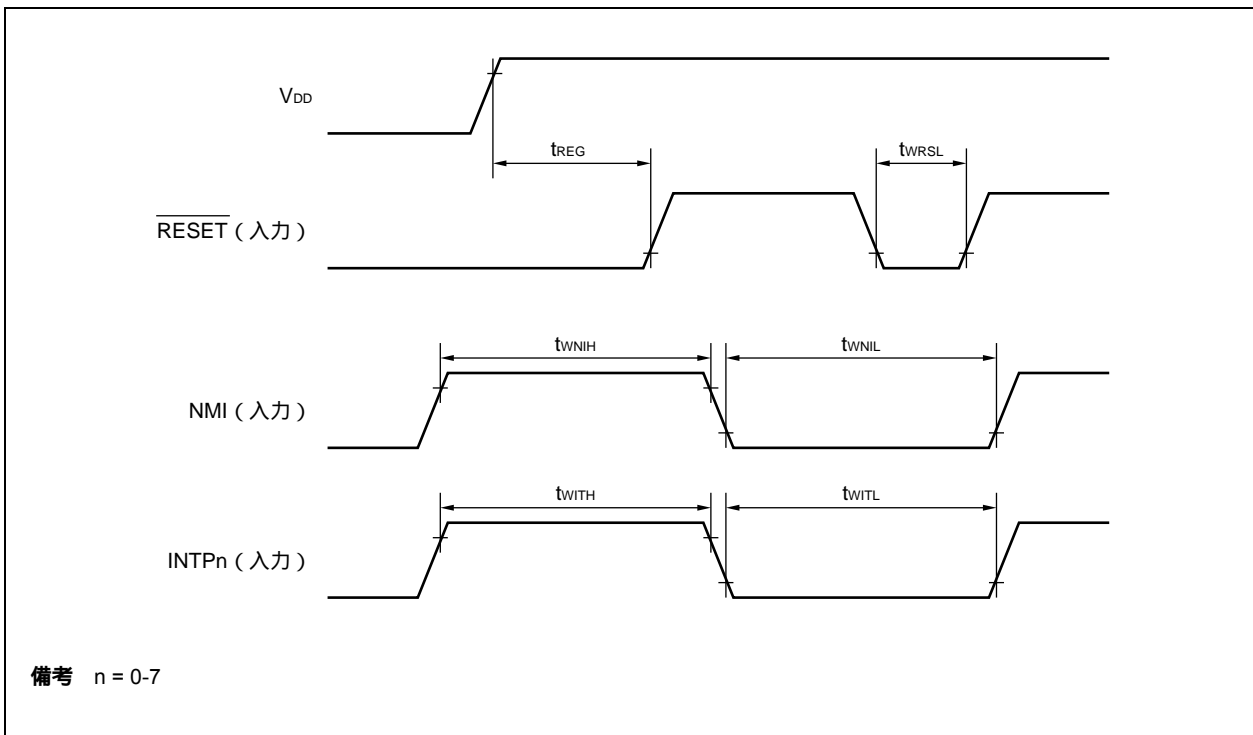 VDD
tREG
tWRSL
RESET（入力）
tWNIH
tWNIL
NMI（入力）
tWITH
tWITL
INTPn（入力）
備考 n = 0-7